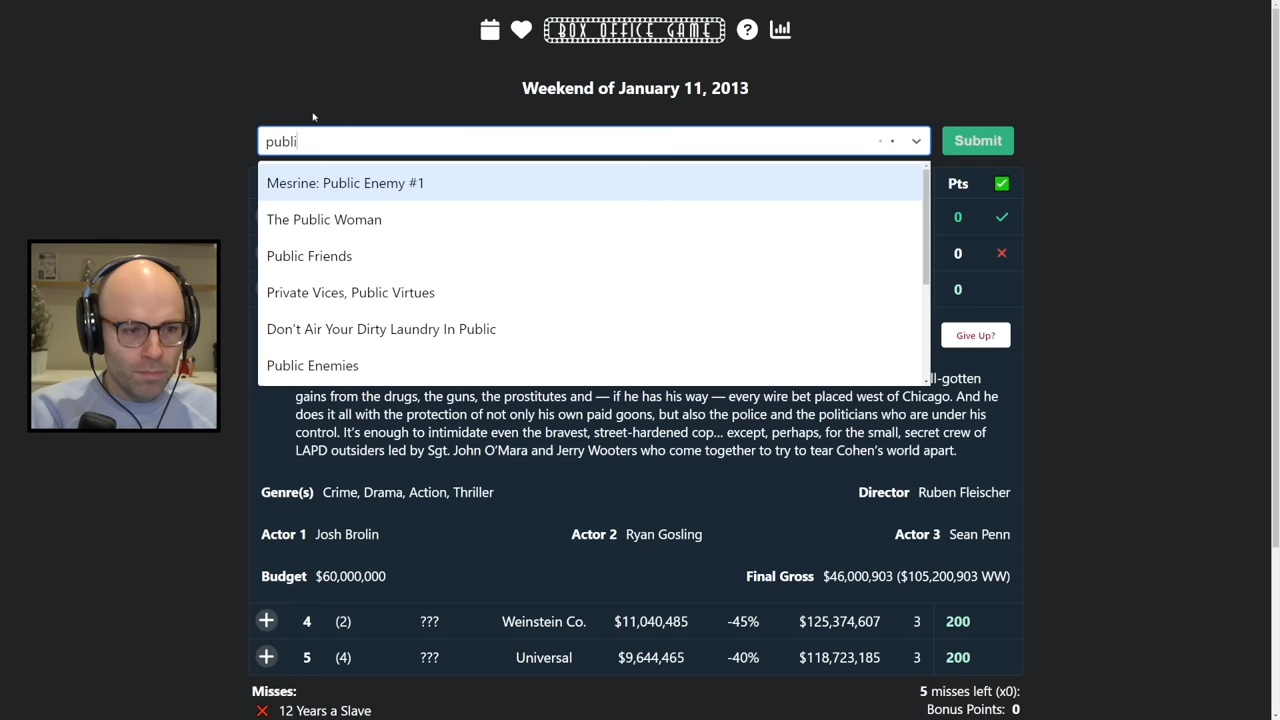 BOX OFFICE GAME
?
Weekend of January 11, 2013
publi
Submit
Mesrine: Public Enemy #1
The Public Woman
Public Friends
Private Vices, Public Virtues
Don't Air Your Dirty Laundry In Public
Public Enemies
Pts
0
0
0
Give Up?
ll-gotten
gains from the drugs, the guns, the prostitutes and — if he has his way — every wire bet placed west of Chicago. And he
does it all with the protection of not only his own paid goons, but also the police and the politicians who are under his
control. It's enough to intimidate even the bravest, street-hardened cop... except, perhaps, for the small, secret crew of
LAPD outsiders led by Sgt. John O'Mara and Jerry Wooters who come together to try to tear Cohen's world apart.
Genre(s) Crime, Drama, Action, Thriller Director Ruben Fleischer
Actor 1 Josh Brolin Actor 2 Ryan Gosling Actor 3 Sean Penn
Budget $60,000,000 Final Gross $46,000,903 ($105,200,903 WW)
4 (2) ??? Weinstein Co. $11,040,485 -45% $125,374,607 3 200
5 (4) ??? Universal $9,644,465 -40% $118,723,185 3 200
Misses: 5 misses left (x0):
12 Years a Slave Bonus Points: 0